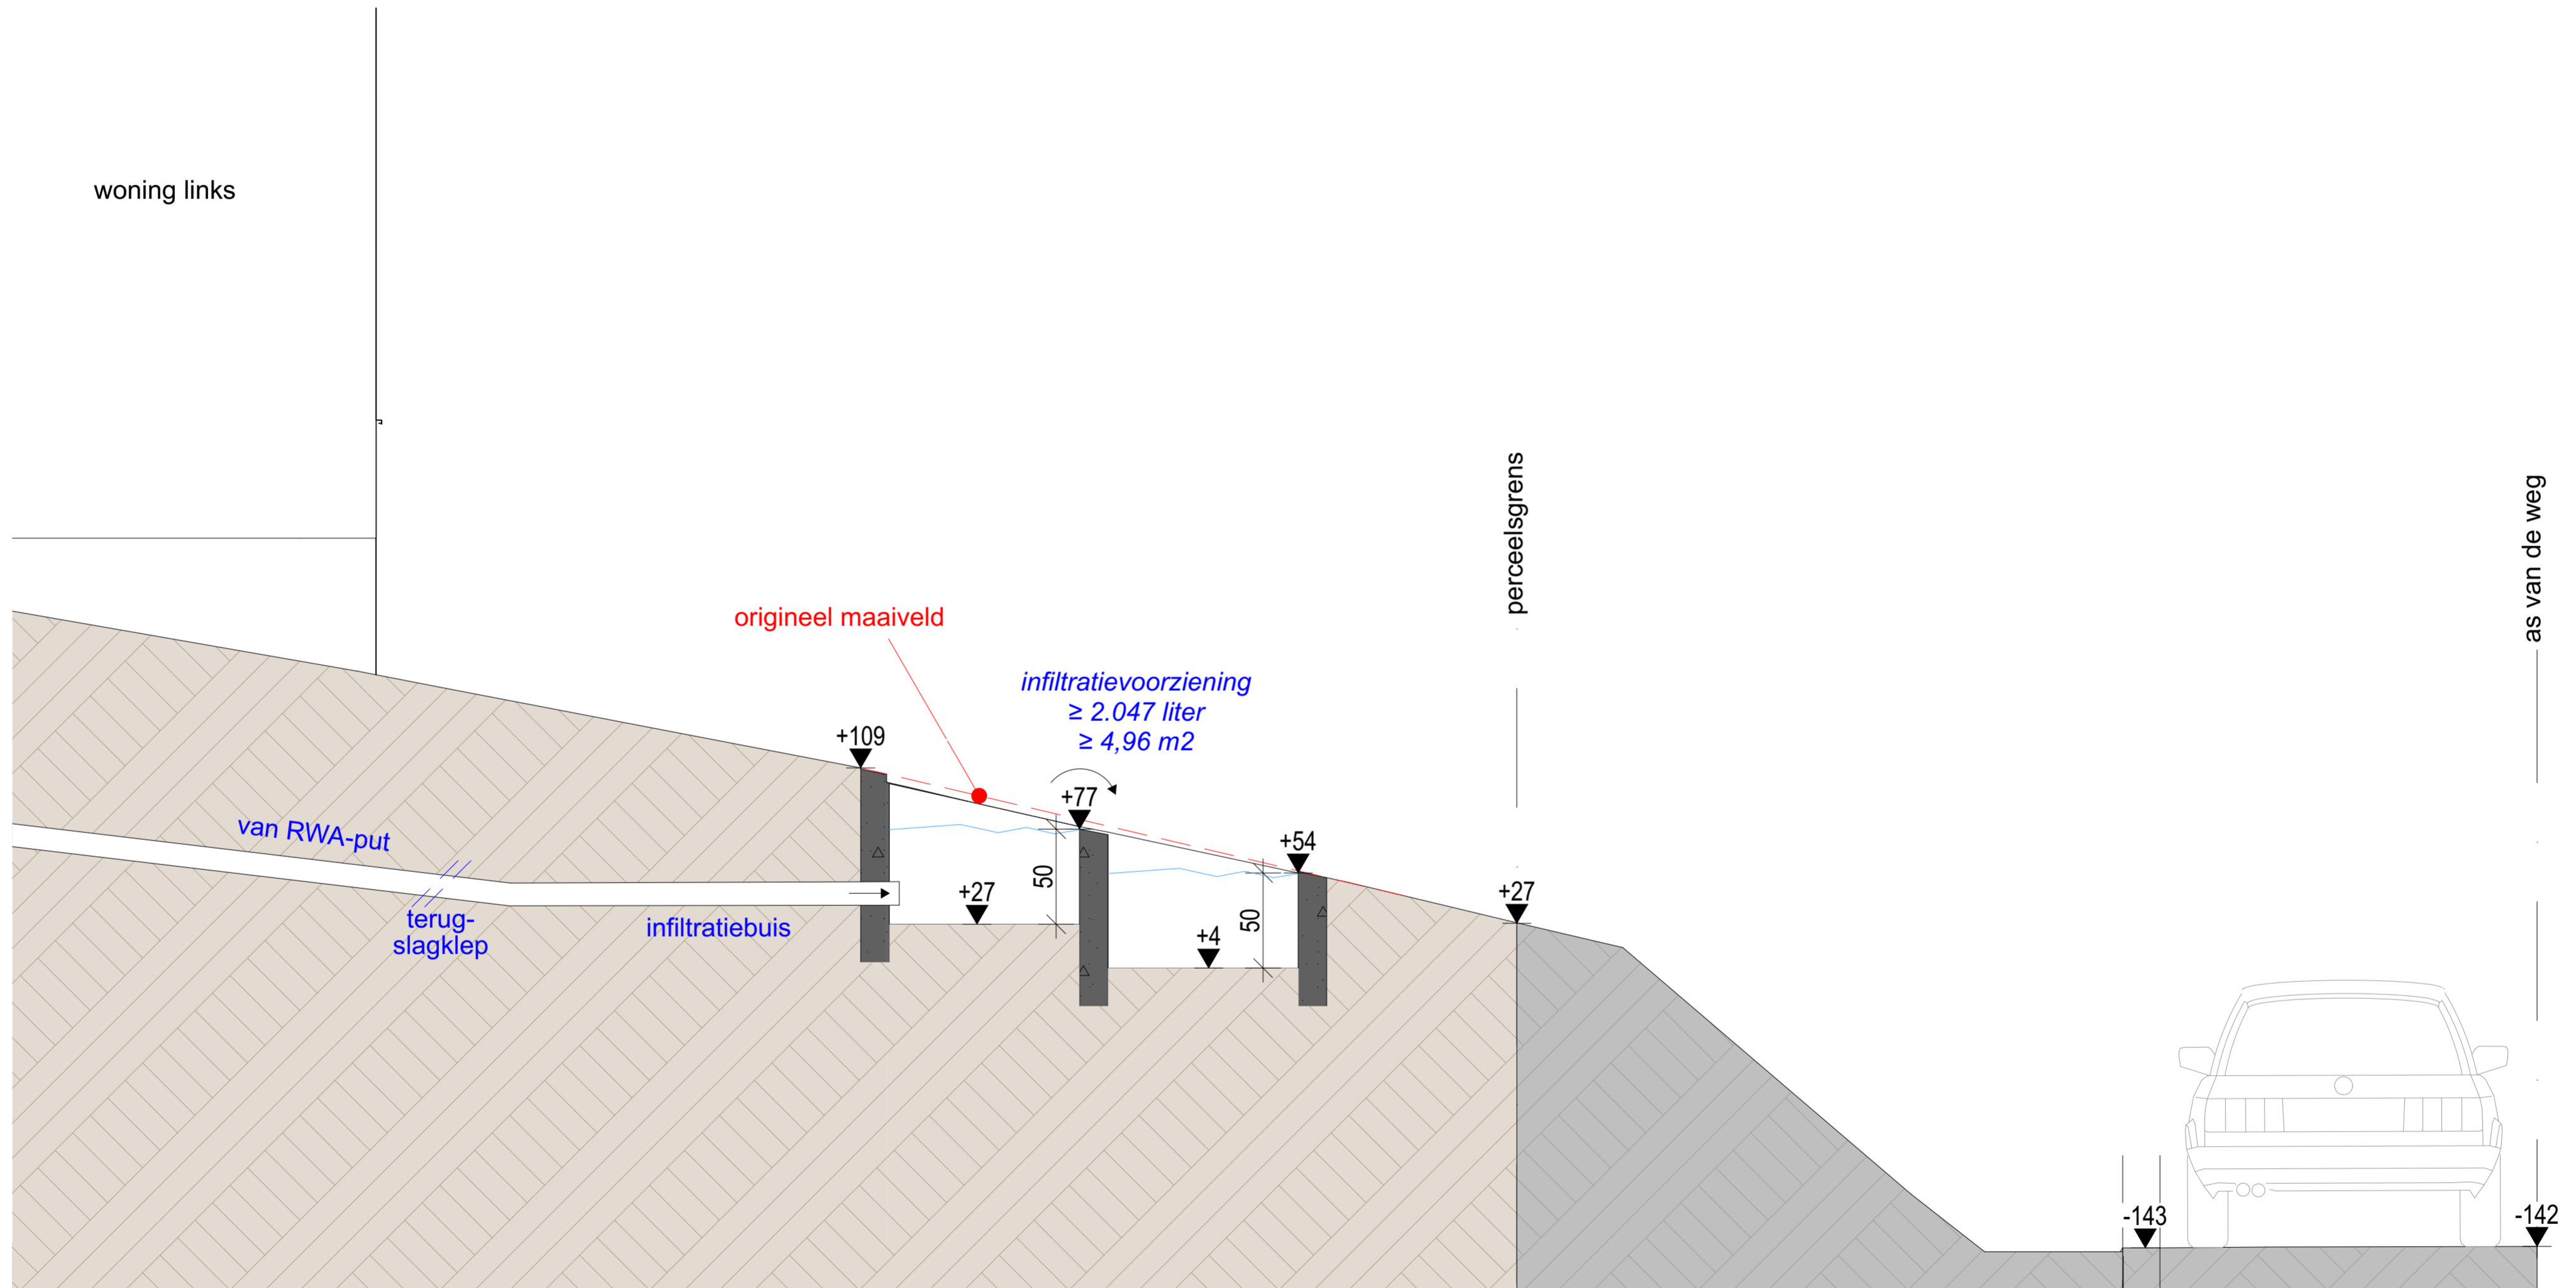 woning links
perceelsgrens
as van de weg
origineel maaiveld
infiltratievoorziening
≥ 2.047 liter
≥ 4,96 m2
+109
+77
+54
+27
van RWA-put
terug-
slagklep
infiltratiebuis
+27
50
+4
50
-143
-142